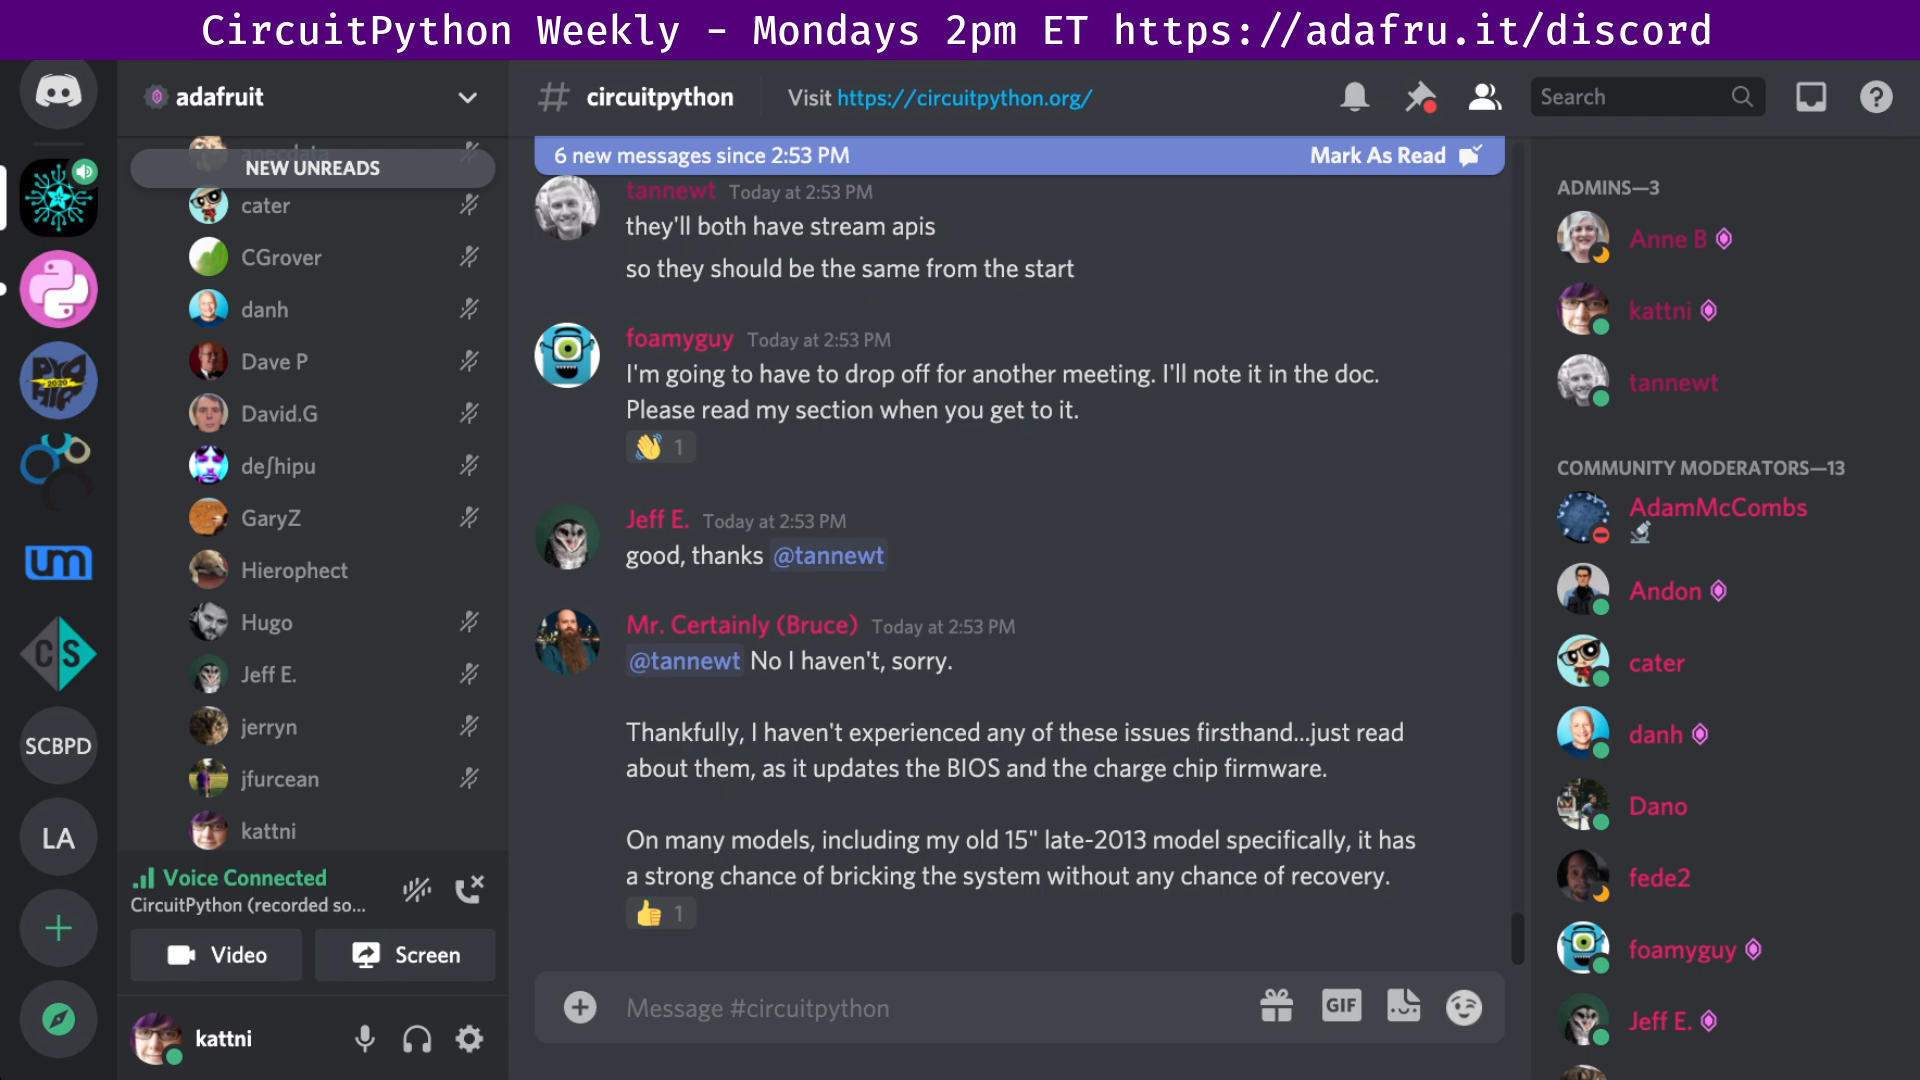 CircuitPython Weekly – Mondays 2pm ET https://adafru.it/discord
adafruit
circuitpython
Visit https://circuitpython.org/
Search
NEW UNREADS
cater
CGrover
danh
Dave P
David.G
deʃhipu
GaryZ
Hierophect
Hugo
Jeff E.
jerryn
jfurcean
kattni
Voice Connected
CircuitPython (recorded so...
Video
Screen
kattni
um
CS
SCBPD
LA
6 new messages since 2:53 PM
Mark As Read
tannewt Today at 2:53 PM
they'll both have stream apis
so they should be the same from the start
foamyguy Today at 2:53 PM
I'm going to have to drop off for another meeting. I'll note it in the doc.
Please read my section when you get to it.
1
Jeff E. Today at 2:53 PM
good, thanks @tannewt
Mr. Certainly (Bruce) Today at 2:53 PM
@tannewt No I haven't, sorry.
Thankfully, I haven't experienced any of these issues firsthand...just read
about them, as it updates the BIOS and the charge chip firmware.
On many models, including my old 15" late-2013 model specifically, it has
a strong chance of bricking the system without any chance of recovery.
1
Message #circuitpython
GIF
ADMINS—3
Anne B
kattni
tannewt
COMMUNITY MODERATORS—13
AdamMcCombs
Andon
cater
danh
Dano
fede2
foamyguy
Jeff E.